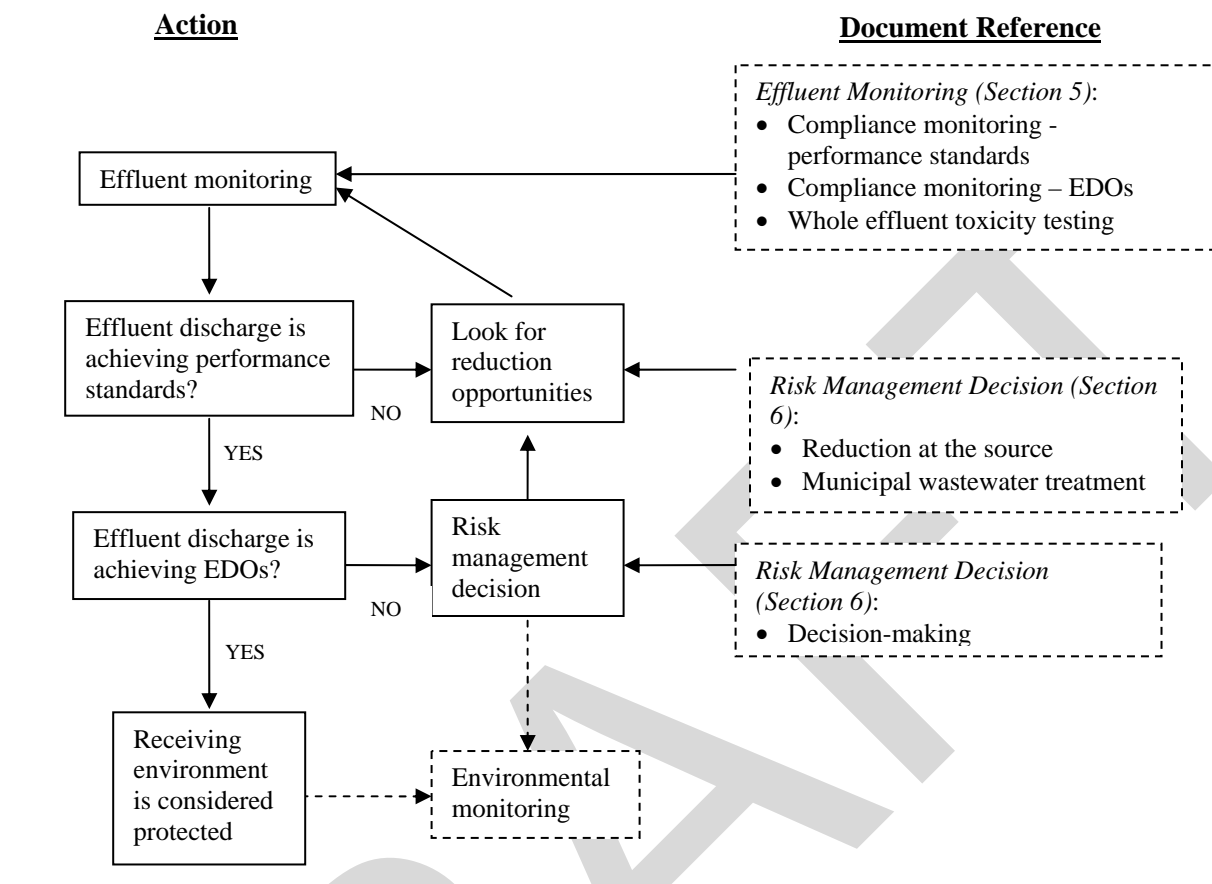 Action
Document Reference
Effluent Monitoring (Section 5):
• Compliance monitoring -
performance standards
• Compliance monitoring – EDOs
• Whole effluent toxicity testing
Effluent monitoring
Effluent discharge is
achieving performance
standards?
NO
Look for
reduction
opportunities
Risk Management Decision (Section
6):
• Reduction at the source
• Municipal wastewater treatment
YES
Effluent discharge is
achieving EDOs?
NO
Risk
management
decision
Risk Management Decision
(Section 6):
• Decision-making
YES
Receiving
environment
is considered
protected
Environmental
monitoring